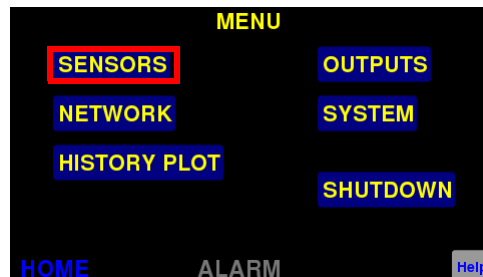 MENU
SENSORS OUTPUTS
NETWORK SYSTEM
HISTORY PLOT
SHUTDOWN
HOME ALARM Help